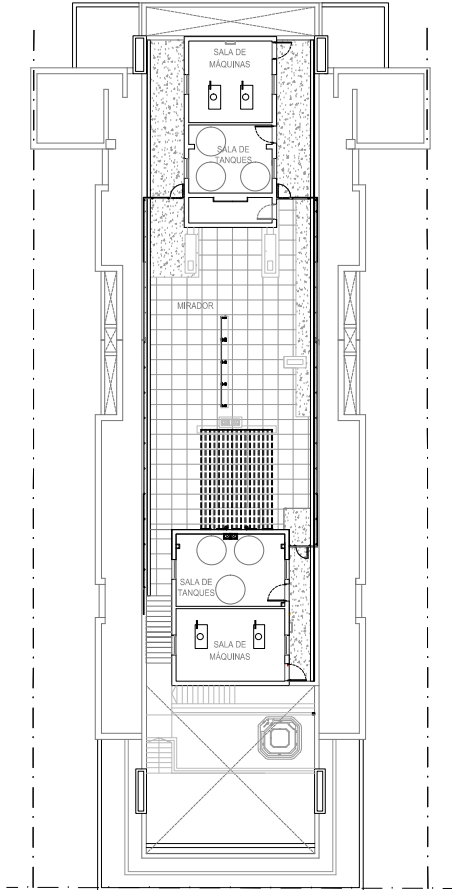 SALA DE
MÁQUINAS
SALA DE
TANQUES
MIRADOR
SALA DE
TANQUES
SALA DE
MÁQUINAS